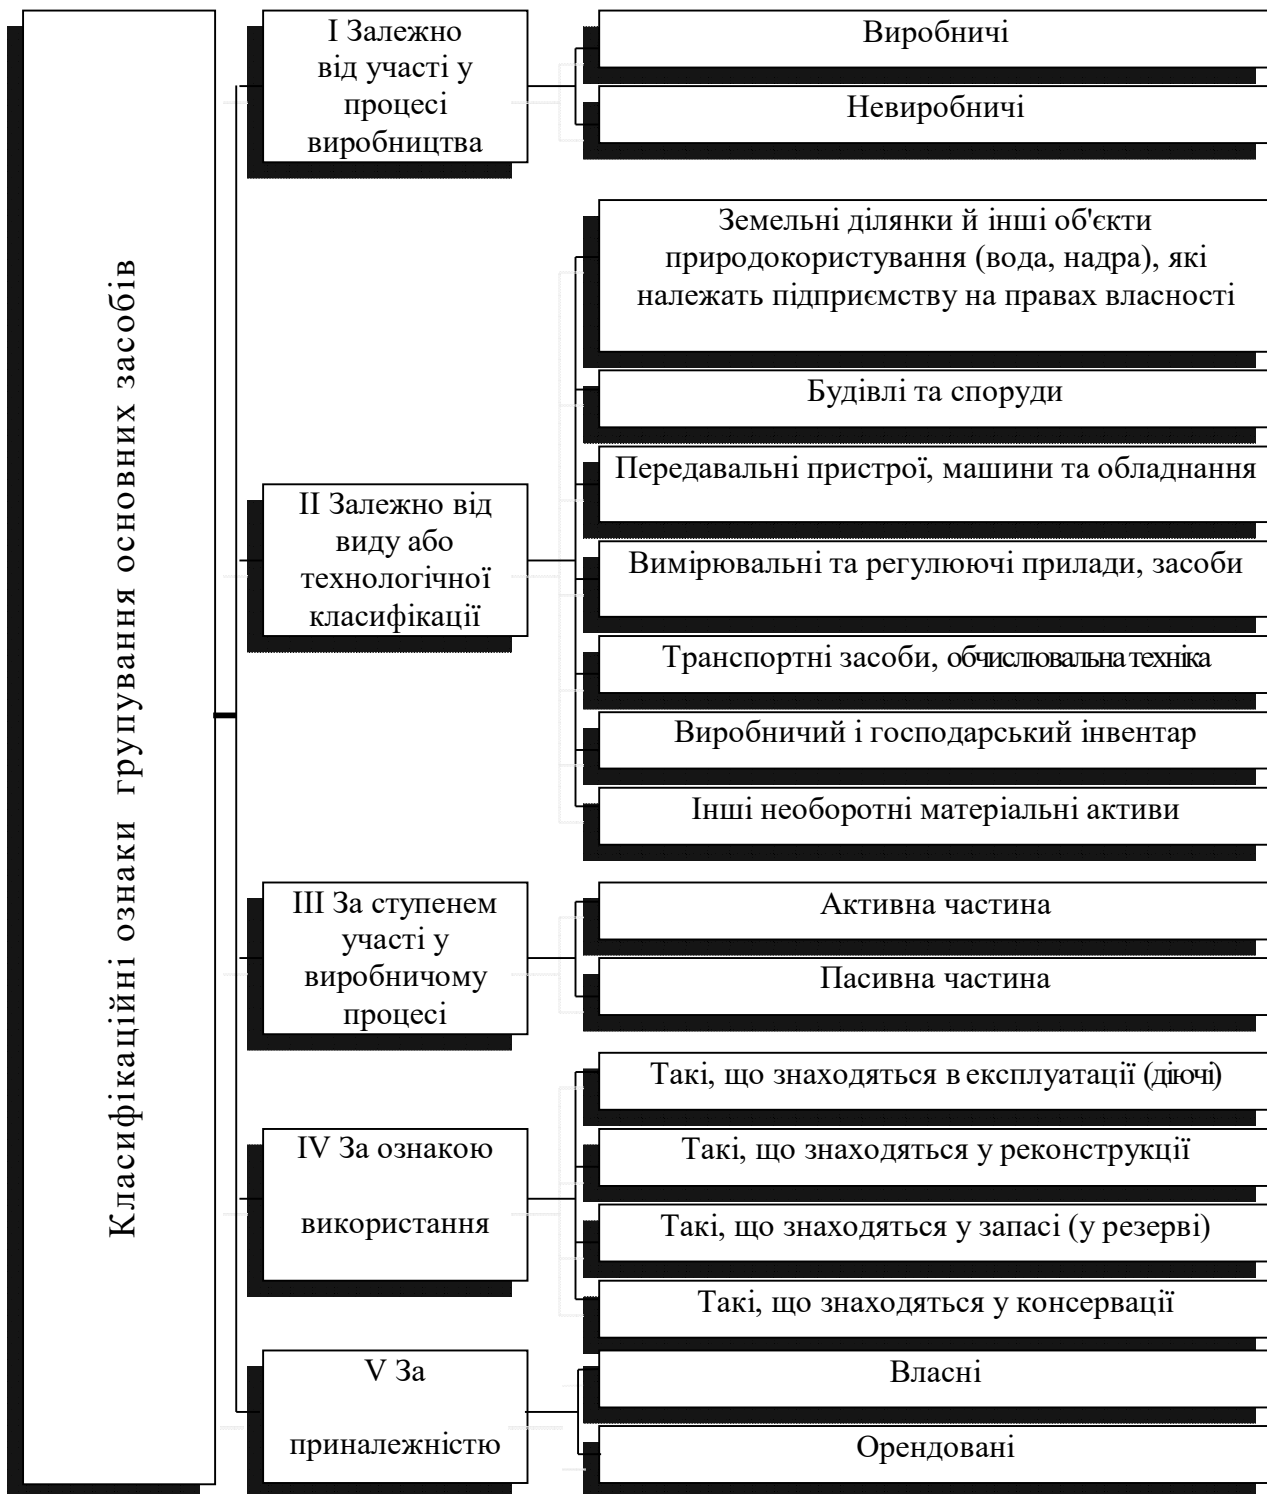 Класифікаційні ознаки групування основних засобів
І Залежно
від участі у
процесі
виробництва
Виробничі
Невиробничі
ІІ Залежно від
виду або
технологічної
класифікації
Земельні ділянки й інші об'єкти
природокористування (вода, надра), які
належать підприємству на правах власності
Будівлі та споруди
Передавальні пристрої, машини та обладнання
Вимірювальні та регулюючі прилади, засоби
Транспортні засоби, обчислювальна техніка
Виробничий і господарський інвентар
Інші необоротні матеріальні активи
ІІІ За ступенем
участі у
виробничому
процесі
Активна частина
Пасивна частина
IV За ознакою
використання
Такі, що знаходяться в експлуатації (діючі)
Такі, що знаходяться у реконструкції
Такі, що знаходяться у запасі (у резерві)
Такі, що знаходяться у консервації
V За
приналежністю
Власні
Орендовані